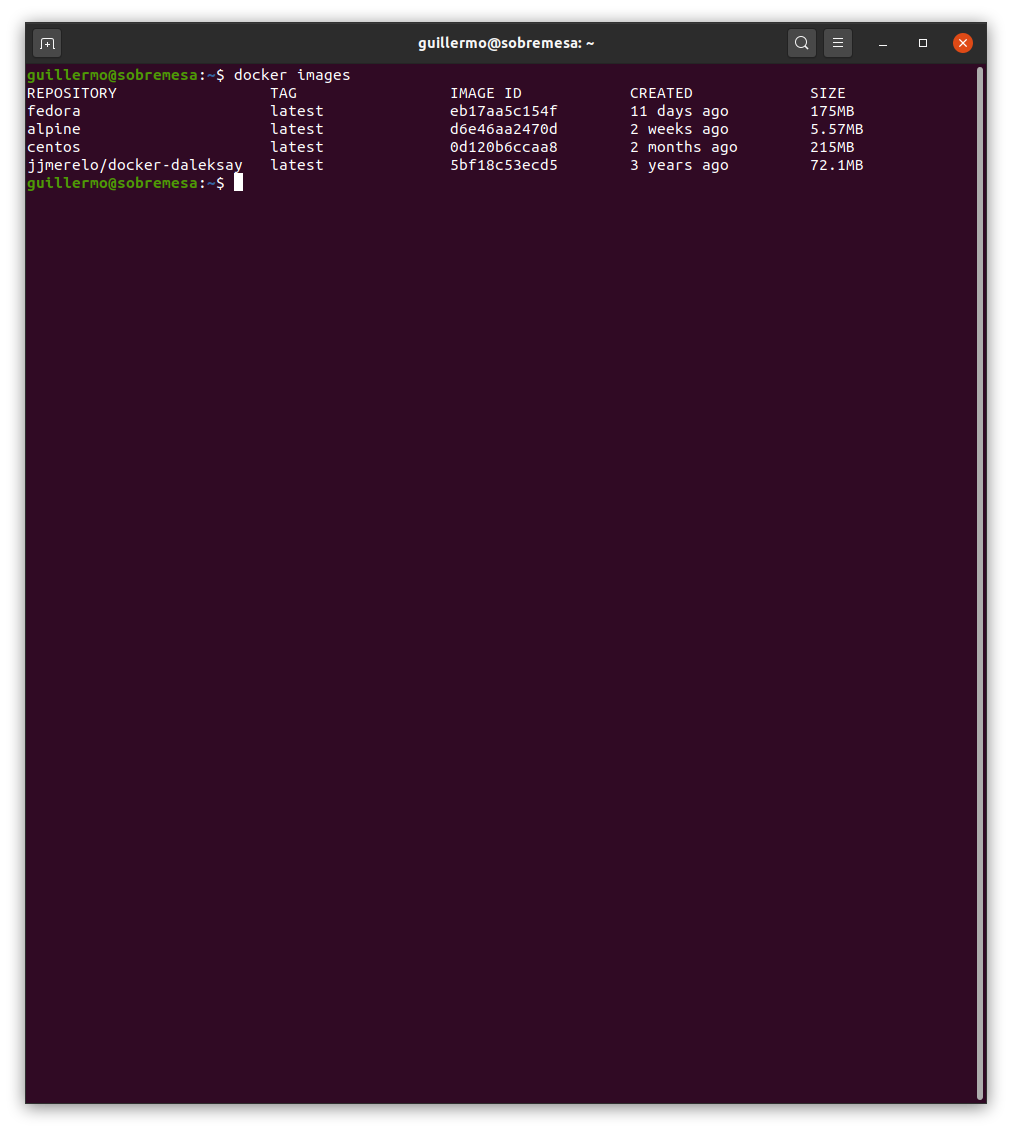 guillermo@sobremesa: ~
guillermo@sobremesa:~$ docker images
REPOSITORY TAG IMAGE ID CREATED SIZE
fedora latest eb17aa5c154f 11 days ago 175MB
alpine latest d6e46aa2470d 2 weeks ago 5.57MB
centos latest 0d120b6ccaa8 2 months ago 215MB
jjmerelo/docker-daleksay latest 5bf18c53ecd5 3 years ago 72.1MB
guillermo@sobremesa:~$